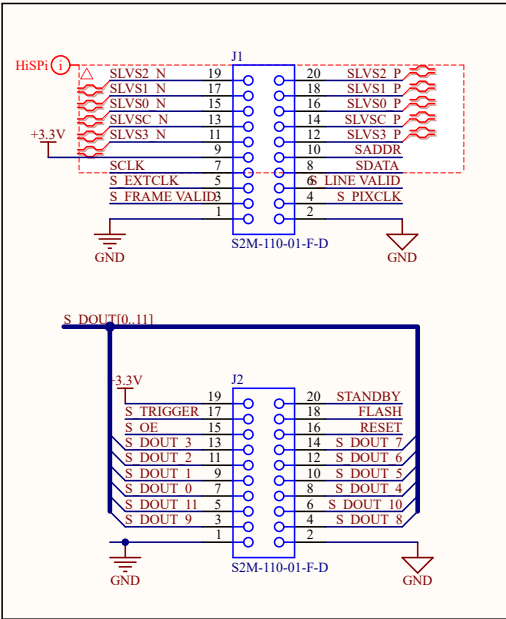 J1
HiSPi i
SLVS2_N 19 20 SLVS2_P
SLVS1_N 17 18 SLVS1_P
SLVS0_N 15 16 SLVS0_P
SLVSC_N 13 14 SLVSC_P
+3.3V SLVS3_N 11 12 SLVS3_P
9 10 SADDR
SCLK 7 8 SDATA
S_EXTCLK 5 6 S_LINE VALID
S_FRAME VALID 3 4 S_PIXCLK
1 2
GND S2M-110-01-F-D GND
S_DOUT[0..11]
+3.3V J2
19 20 STANDBY
S_TRIGGER 17 18 FLASH
S_OE 15 16 RESET
S_DOUT_3 13 14 S_DOUT_7
S_DOUT_2 11 12 S_DOUT_6
S_DOUT_1 9 10 S_DOUT_5
S_DOUT_0 7 8 S_DOUT_4
S_DOUT_11 5 6 S_DOUT_10
S_DOUT_9 3 4 S_DOUT_8
1 2
GND S2M-110-01-F-D GND